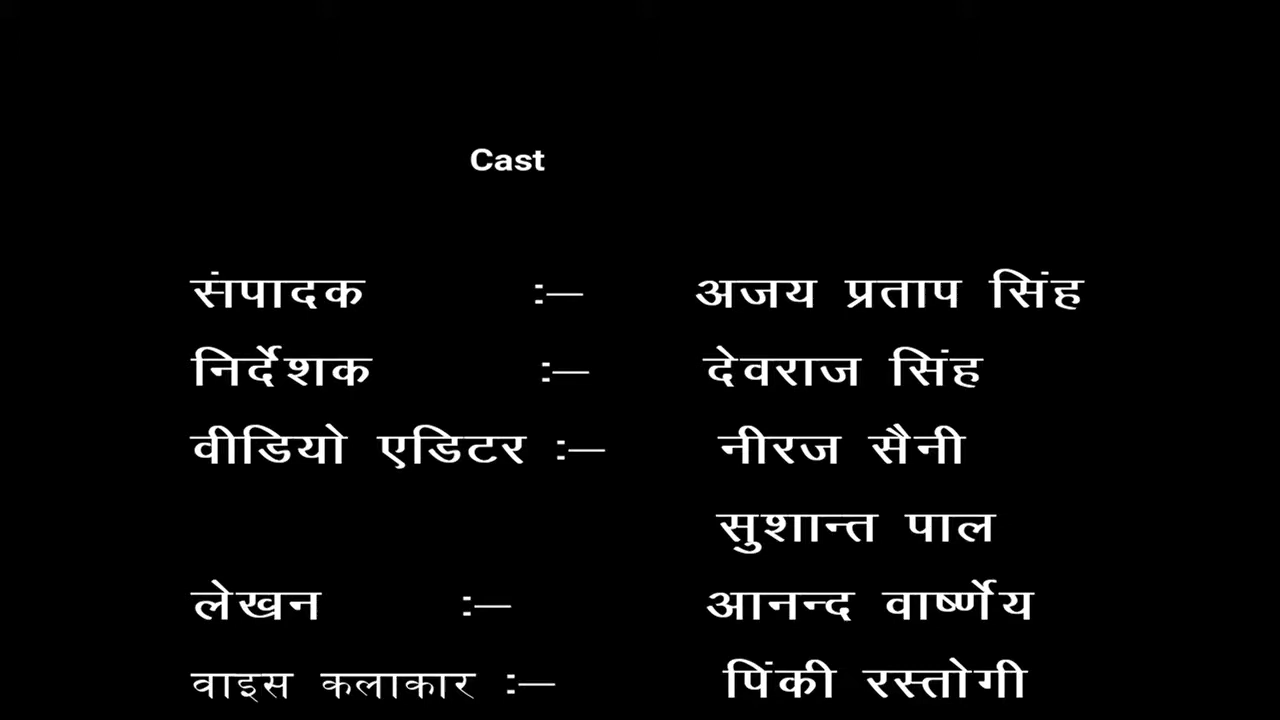 Cast
संपादक :— अजय प्रताप सिंह
निर्देशक :— देवराज सिंह
वीडियो एडिटर :— नीरज सैनी
सुशान्त पाल
लेखन :— आनन्द वार्ष्णेय
वाइस कलाकार :— पिंकी रस्तोगी